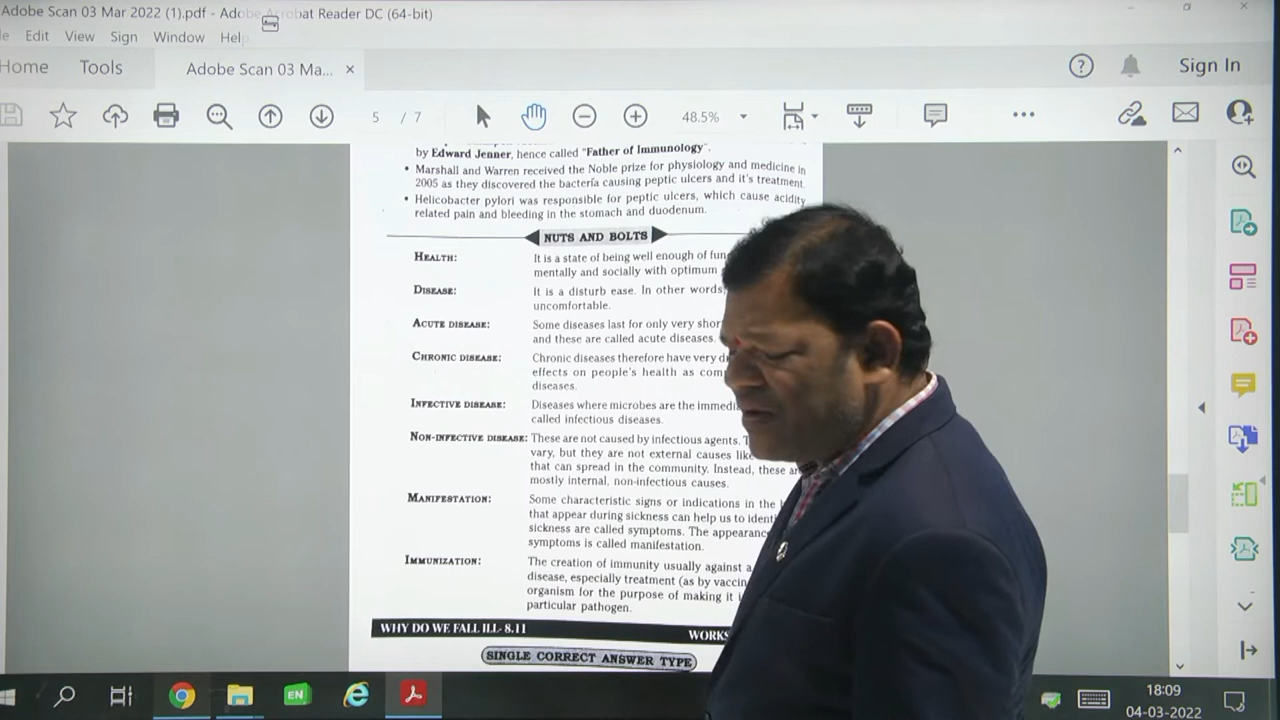 Adobe Scan 03 Mar 2022 (1).pdf - Adobe Acrobat Reader DC (64-bit)
Edit View Sign Window Help
Home Tools Adobe Scan 03 Ma... × Sign In
5 / 7 48.5%
by Edward Jenner, hence called "Father of Immunology".
• Marshall and Warren received the Noble prize for physiology and medicine in
2005 as they discovered the bacteria causing peptic ulcers and it's treatment.
• Helicobacter pylori was responsible for peptic ulcers, which cause acidity
related pain and bleeding in the stomach and duodenum.
NUTS AND BOLTS
HEALTH: It is a state of being well enough of
mentally and socially with optimum
DISEASE: It is a disturb ease. In other words,
uncomfortable.
ACUTE DISEASE: Some diseases last for only very
and these are called acute diseases.
CHRONIC DISEASE: Chronic diseases therefore have very
effects on people's health as
diseases.
INFECTIVE DISEASE: Diseases where microbes are the
called infectious diseases.
NON-INFECTIVE DISEASE: These are not caused by infectious agents.
vary, but they are not external causes like
that can spread in the community. Instead, these are
mostly internal, non-infectious causes.
MANIFESTATION: Some characteristic signs or indications in the
that appear during sickness can help us to
sickness are called symptoms. The appearance
symptoms is called manifestation.
IMMUNIZATION: The creation of immunity usually against a
disease, especially treatment (as by
organism for the purpose of making it
particular pathogen.
WHY DO WE FALL ILL- 8.11
SINGLE CORRECT ANSWER TYPE
EN
18:09
04-03-2022